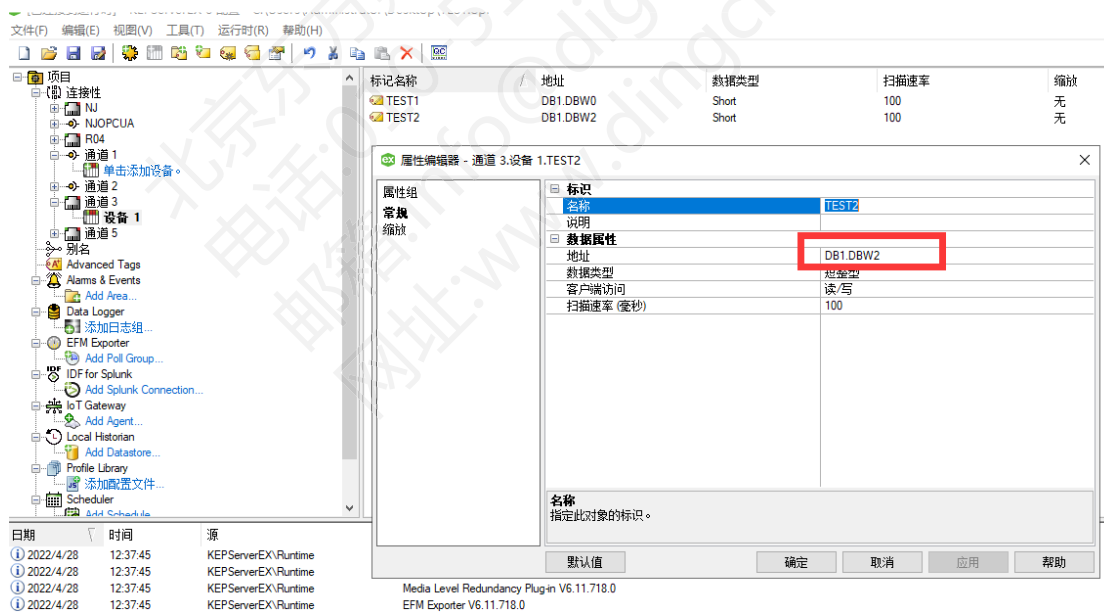 文件(F) 编辑(E) 视图(V) 工具(T) 运行时(R) 帮助(H)
项目
连接性
NJ
NJOPCUA
R04
通道 1
单击添加设备。
通道 2
通道 3
设备 1
通道 5
别名
Advanced Tags
Alarms & Events
Add Area...
Data Logger
添加日志组...
EFM Exporter
Add Poll Group...
IDF for Splunk
Add Splunk Connection...
IoT Gateway
Add Agent...
Local Historian
Add Datastore...
Profile Library
添加配置文件...
Scheduler
Add Schedule
标记名称 / 地址 数据类型 扫描速率 缩放
TEST1 DB1.DBW0 Short 100 无
TEST2 DB1.DBW2 Short 100 无
属性编辑器 - 通道 3.设备 1.TEST2
属性组
常规
缩放
标识
名称 TEST2
说明
数据属性
地址 DB1.DBW2
数据类型 短整型
客户端访问 读/写
扫描速率 (毫秒) 100
名称
指定此对象的标识。
默认值 确定 取消 应用 帮助
日期 时间 源
2022/4/28 12:37:45 KEPServerEX\Runtime
2022/4/28 12:37:45 KEPServerEX\Runtime
2022/4/28 12:37:45 KEPServerEX\Runtime Media Level Redundancy Plug-in V6.11.718.0
2022/4/28 12:37:45 KEPServerEX\Runtime EFM Exporter V6.11.718.0